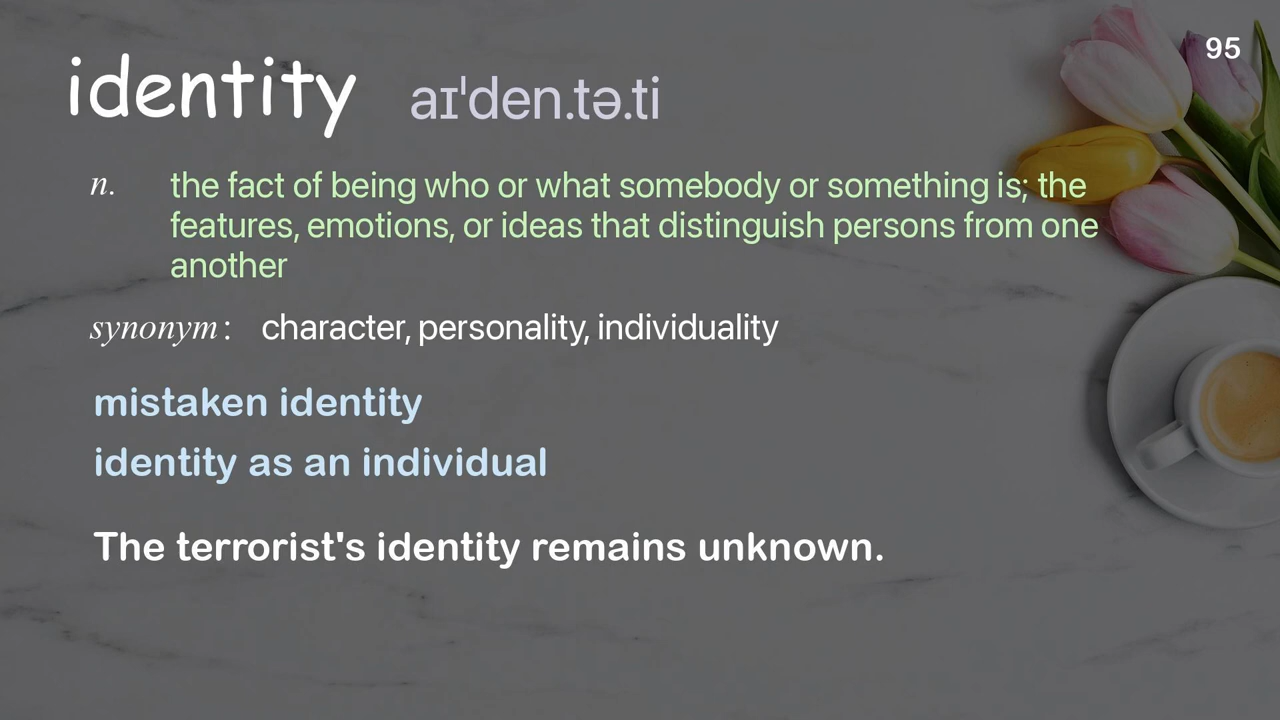 95
identity aɪˈden.tə.ti
n. the fact of being who or what somebody or something is; the
features, emotions, or ideas that distinguish persons from one
another
synonym: character, personality, individuality
mistaken identity
identity as an individual
The terrorist's identity remains unknown.